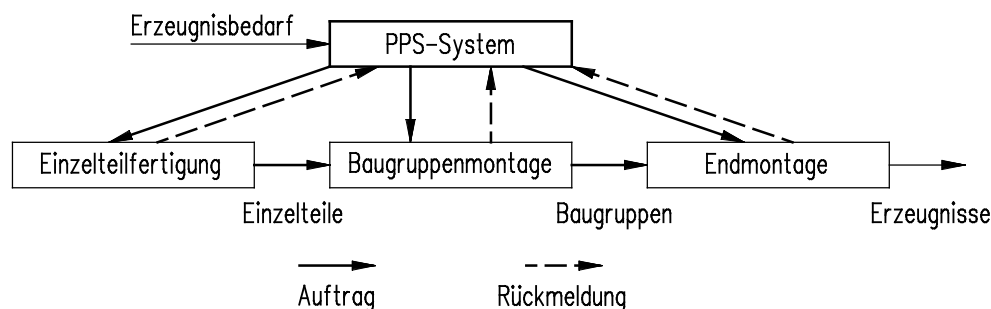 Erzeugnisbedarf
PPS-System
Einzelteilfertigung
Baugruppenmontage
Endmontage
Einzelteile
Baugruppen
Erzeugnisse
Auftrag
Rückmeldung